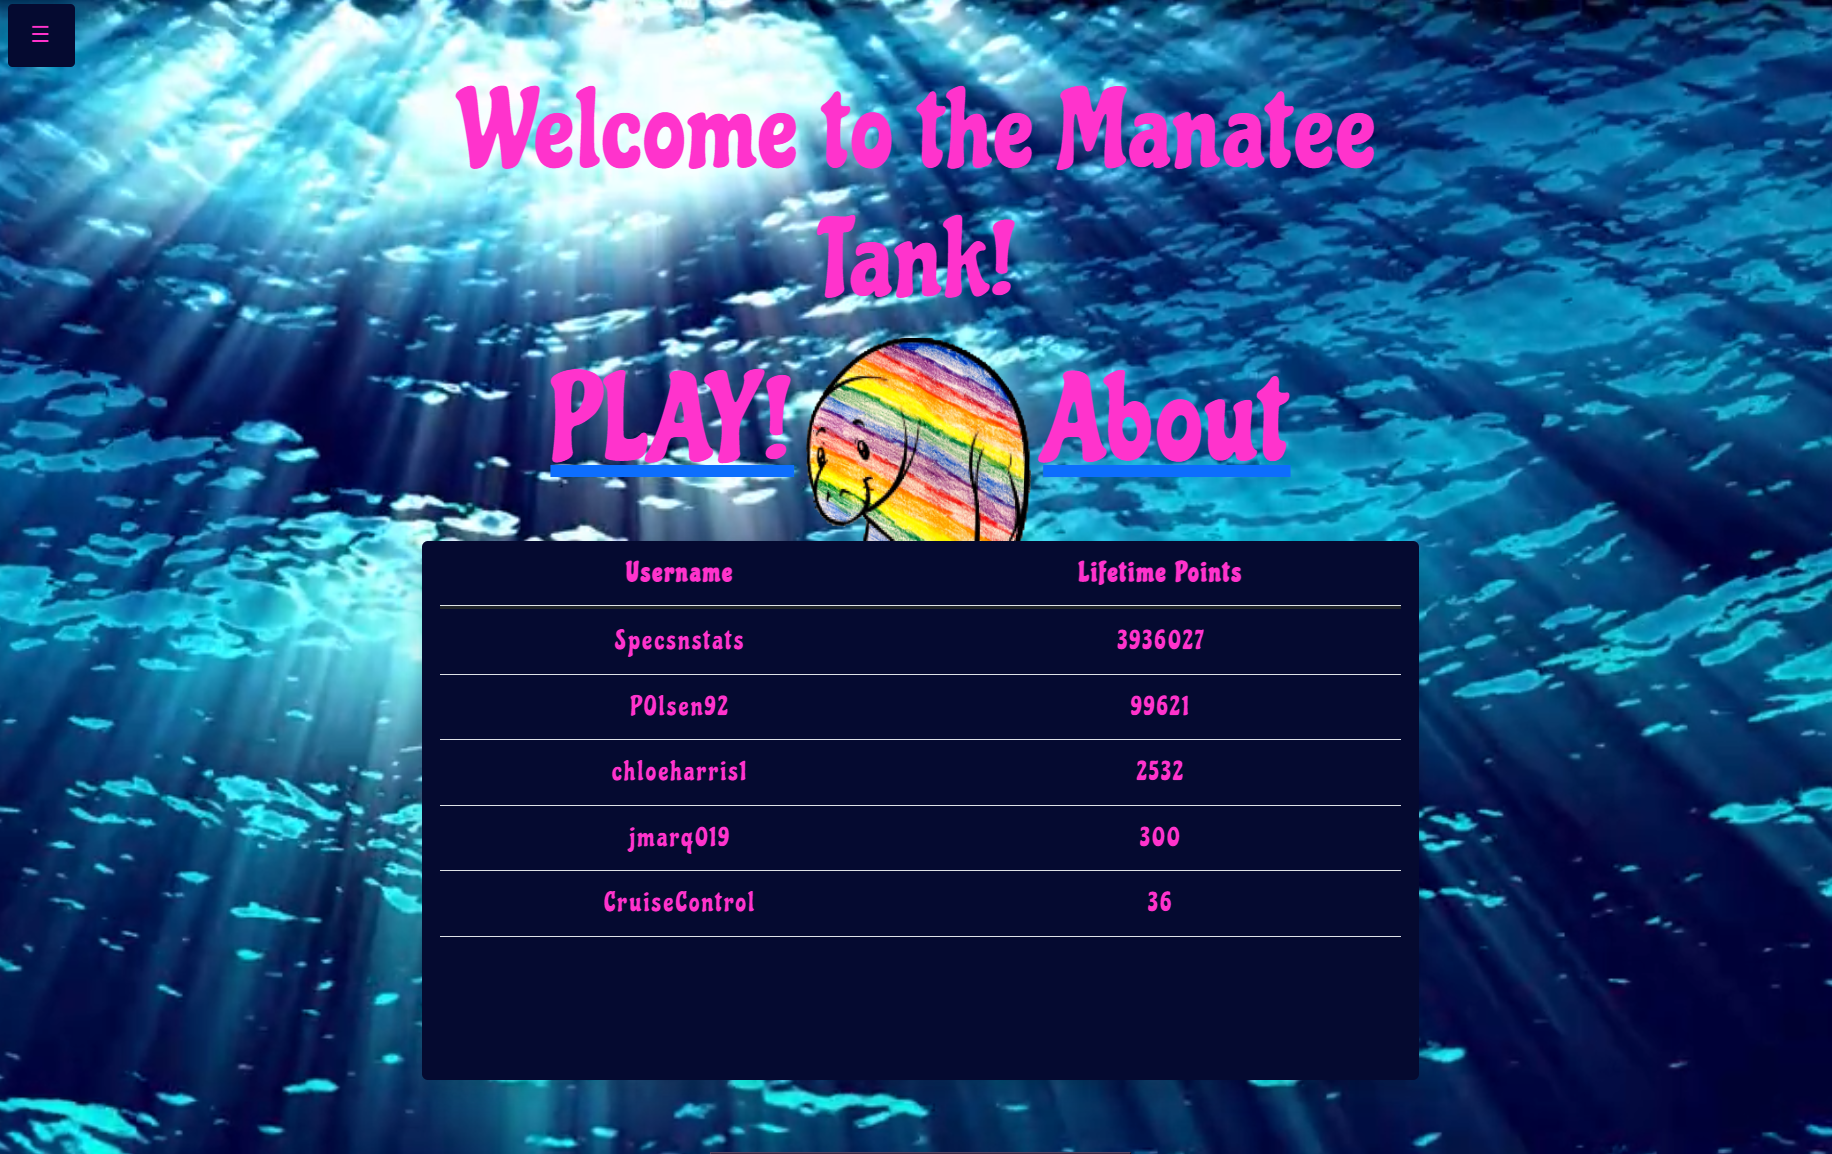 ☰
Welcome to the Manatee
Tank!
PLAY! About
Username Lifetime Points
Specsnstats 3936027
P0lsen92 99621
chloeharris1 2532
jmarq019 300
CruiseControl 36